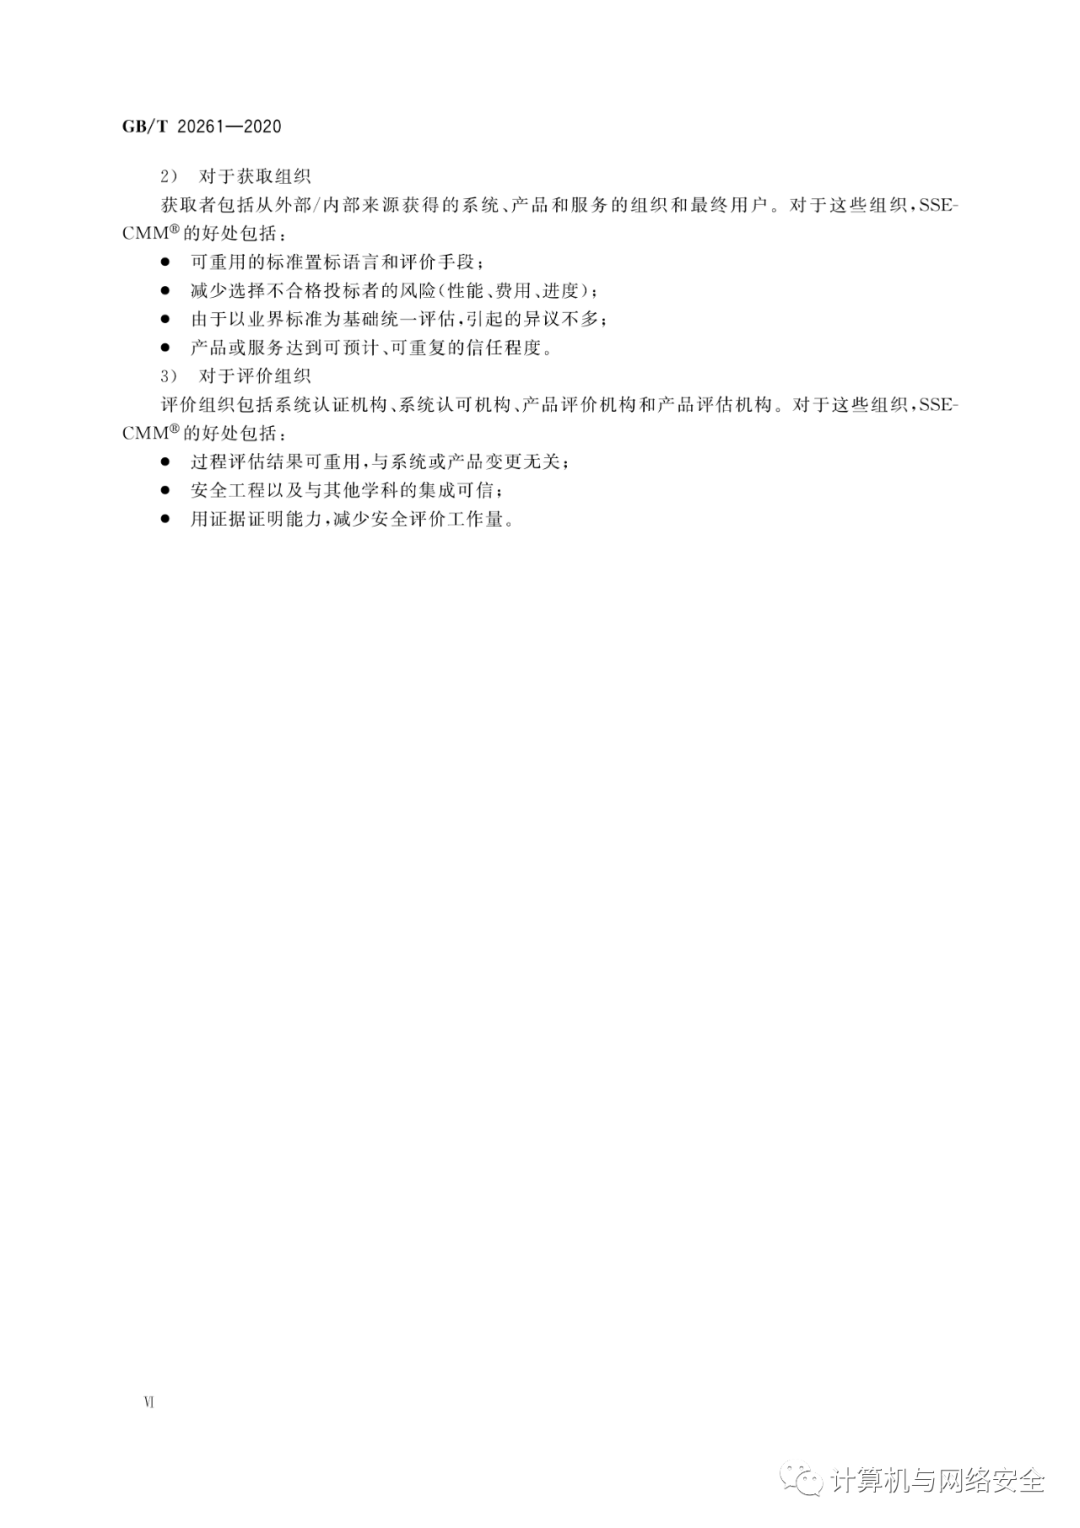 GB/T 20261—2020
2） 对于获取组织
获取者包括从外部/内部来源获得的系统、产品和服务的组织和最终用户。对于这些组织,SSE-
CMM®的好处包括：
● 可重用的标准置标语言和评价手段；
● 减少选择不合格投标者的风险(性能、费用、进度)；
● 由于以业界标准为基础统一评估,引起的异议不多；
● 产品或服务达到可预计、可重复的信任程度。
3） 对于评价组织
评价组织包括系统认证机构、系统认可机构、产品评价机构和产品评估机构。对于这些组织,SSE-
CMM®的好处包括：
● 过程评估结果可重用,与系统或产品变更无关；
● 安全工程以及与其他学科的集成可信；
● 用证据证明能力,减少安全评价工作量。
Ⅵ
计算机与网络安全